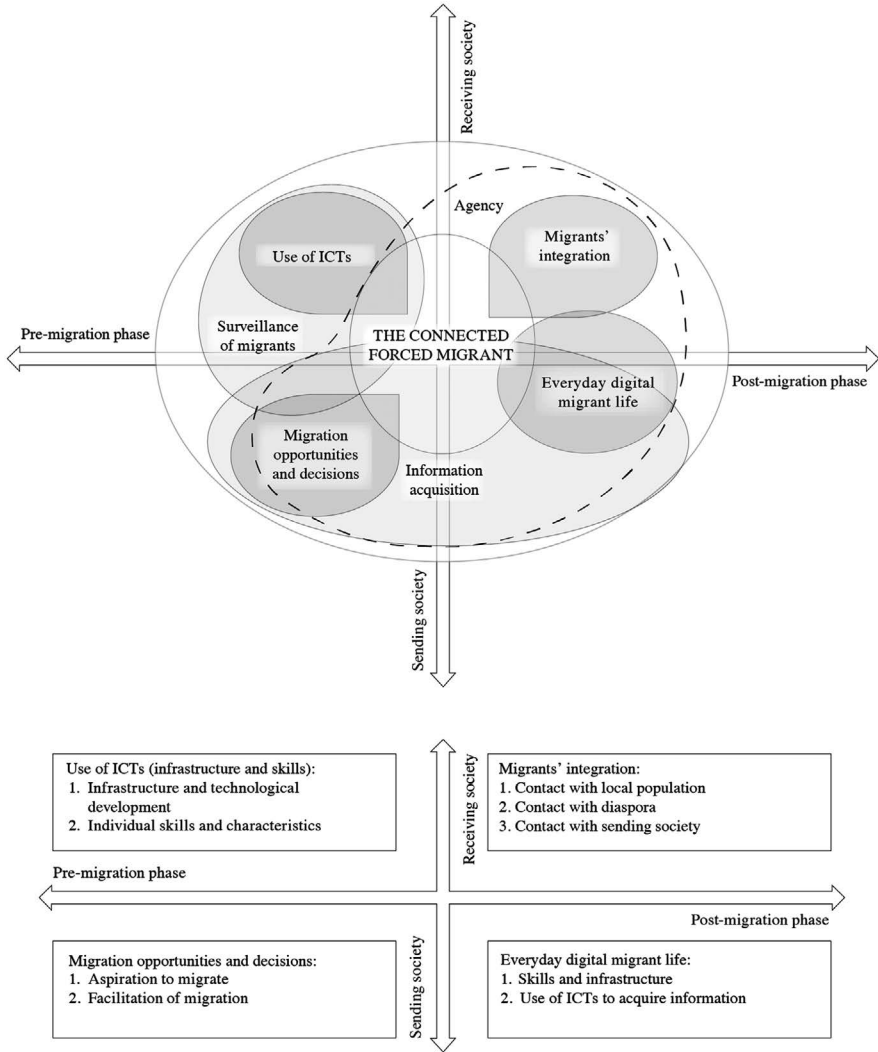 Receiving society
Agency
Use of ICTs
Migrants’
integration
Pre-migration phase
Surveillance
of migrants
THE CONNECTED
FORCED MIGRANT
Post-migration phase
Everyday digital
migrant life
Migration
opportunities
and decisions
Information
acquisition
Sending society
Use of ICTs (infrastructure and skills):
1. Infrastructure and technological
development
2. Individual skills and characteristics
Receiving society
Migrants’ integration:
1. Contact with local population
2. Contact with diaspora
3. Contact with sending society
Pre-migration phase
Post-migration phase
Migration opportunities and decisions:
1. Aspiration to migrate
2. Facilitation of migration
Sending society
Everyday digital migrant life:
1. Skills and infrastructure
2. Use of ICTs to acquire information